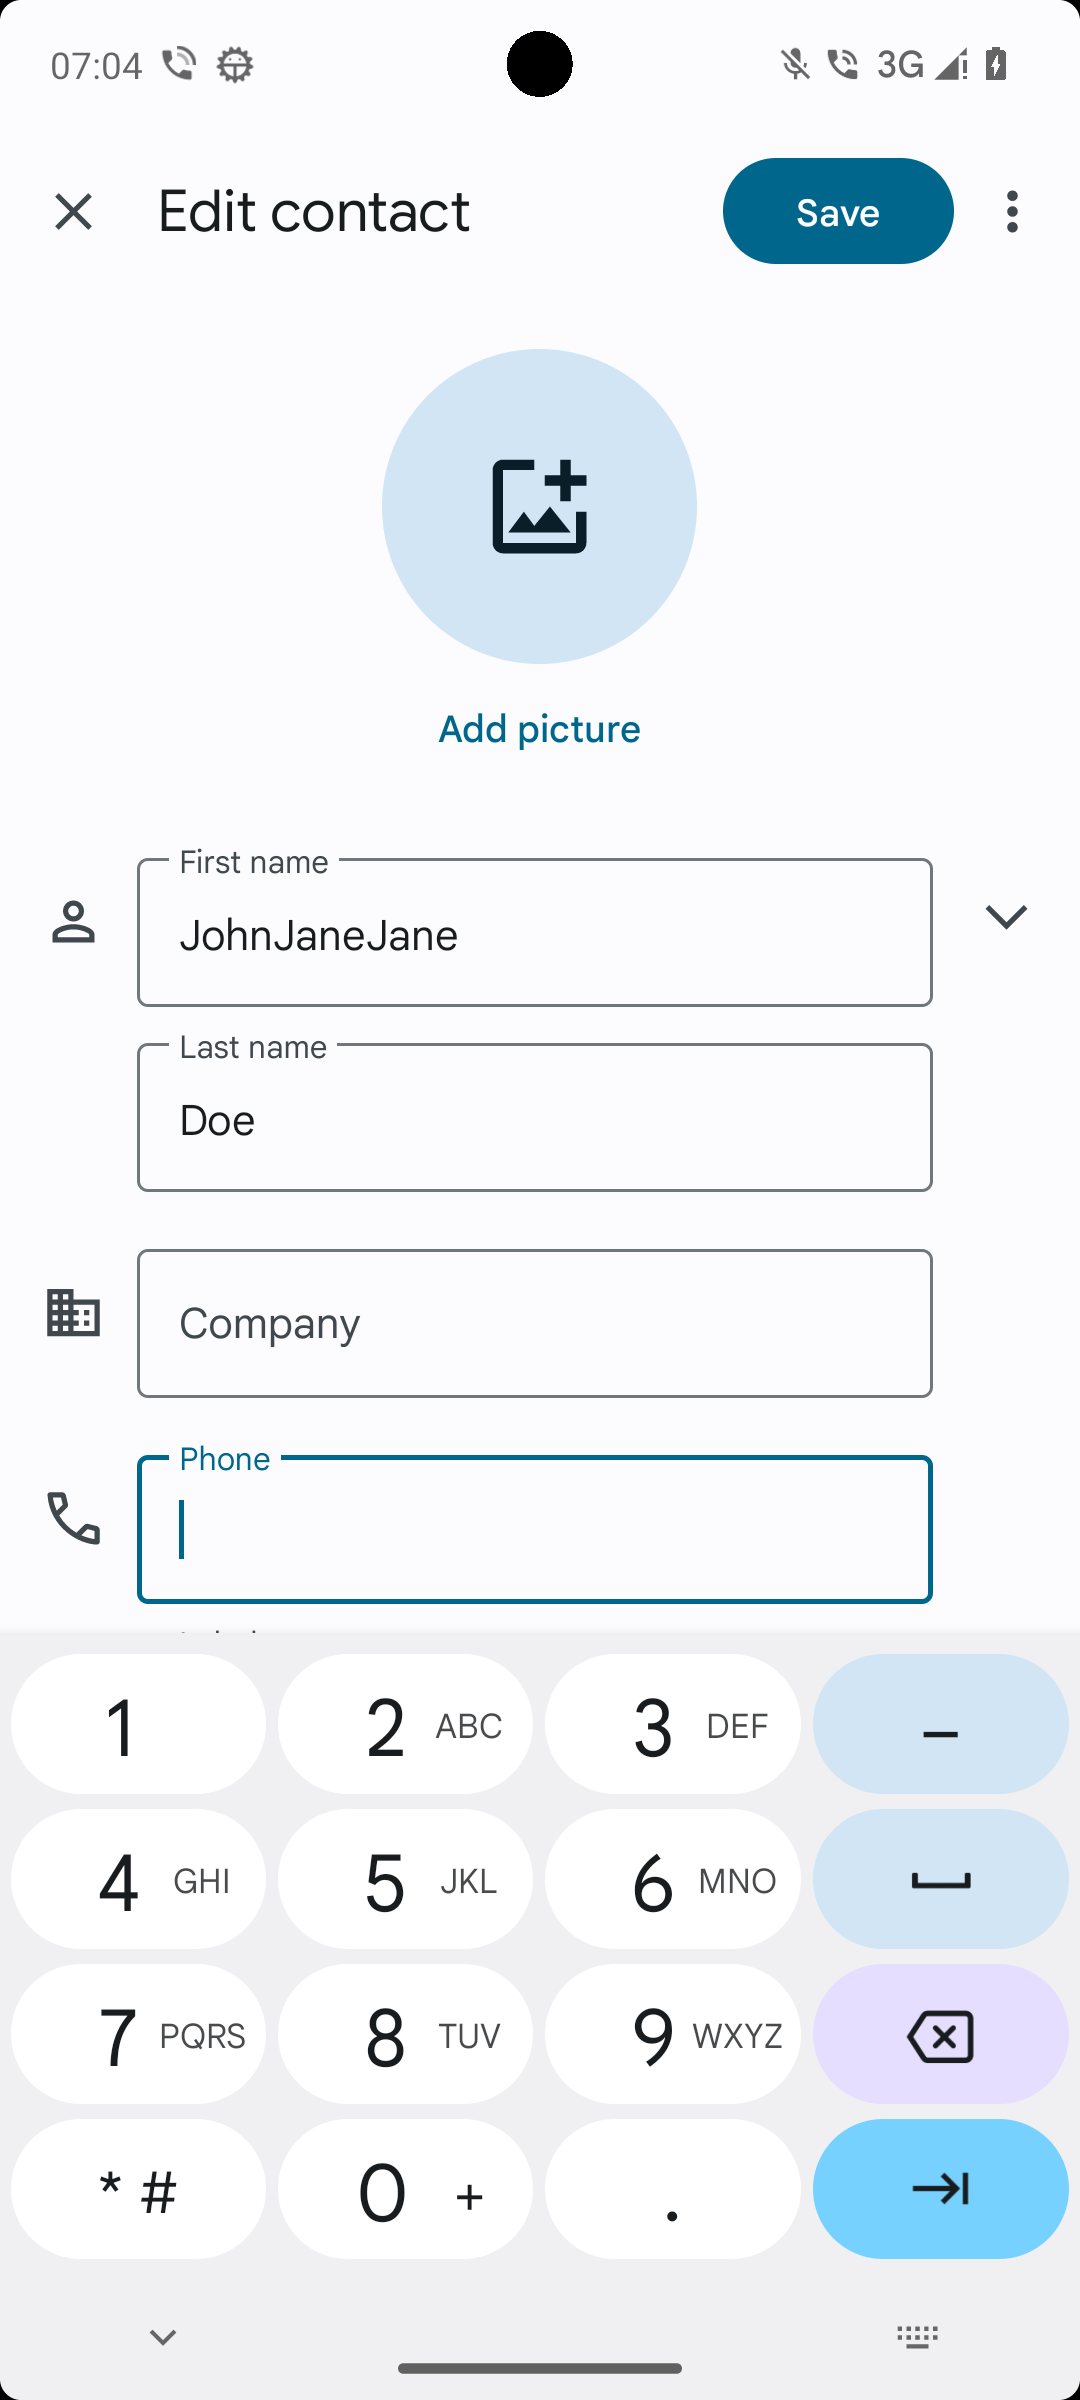 07:04 3G
Edit contact Save
Add picture
First name
JohnJaneJane
Last name
Doe
Company
Phone
1 2 ABC 3 DEF –
4 GHI 5 JKL 6 MNO
7 PQRS 8 TUV 9 WXYZ
* # 0 + .